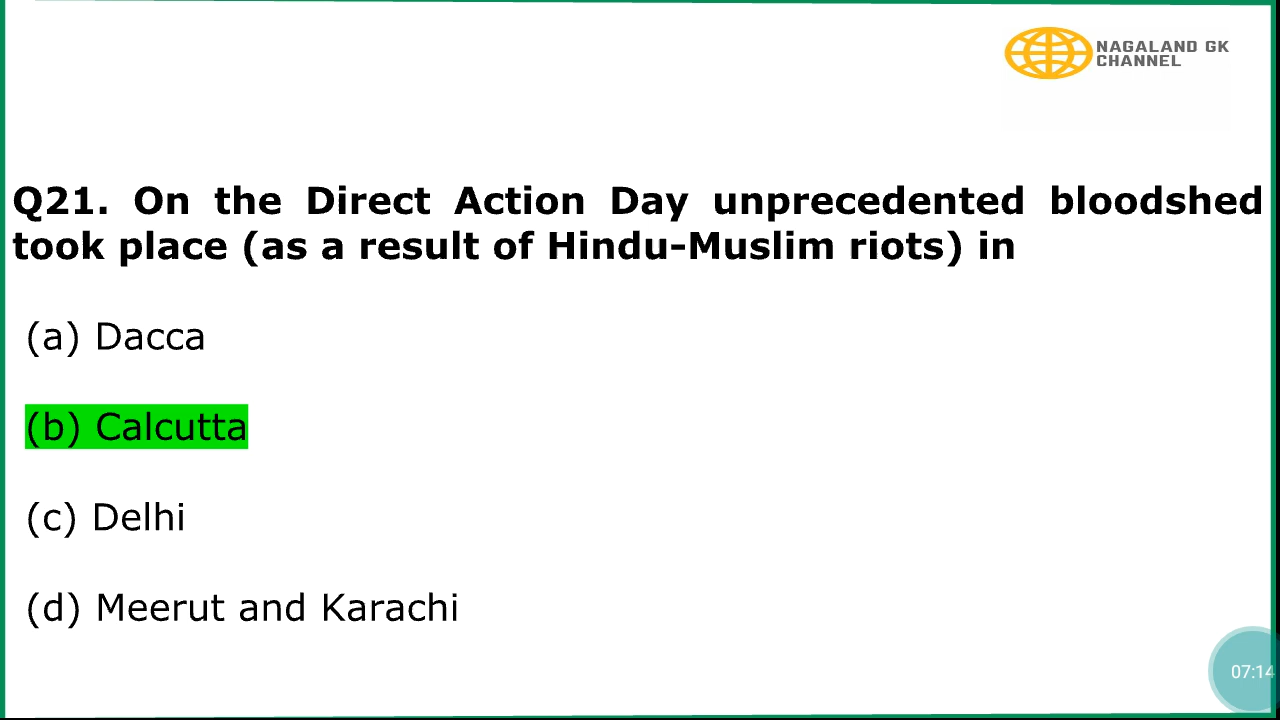 NAGALAND GK
CHANNEL
Q21. On the Direct Action Day unprecedented bloodshed
took place (as a result of Hindu-Muslim riots) in
(a) Dacca
(b) Calcutta
(c) Delhi
(d) Meerut and Karachi
07:14